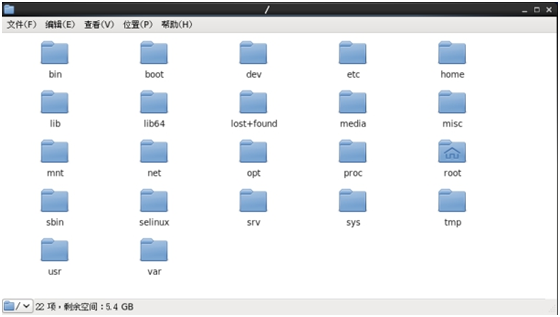 /
文件(F) 编辑(E) 查看(V) 位置(P) 帮助(H)
bin boot dev etc home
lib lib64 lost+found media misc
mnt net opt proc root
sbin selinux srv sys tmp
usr var
/ 22 项，剩余空间：5.4 GB